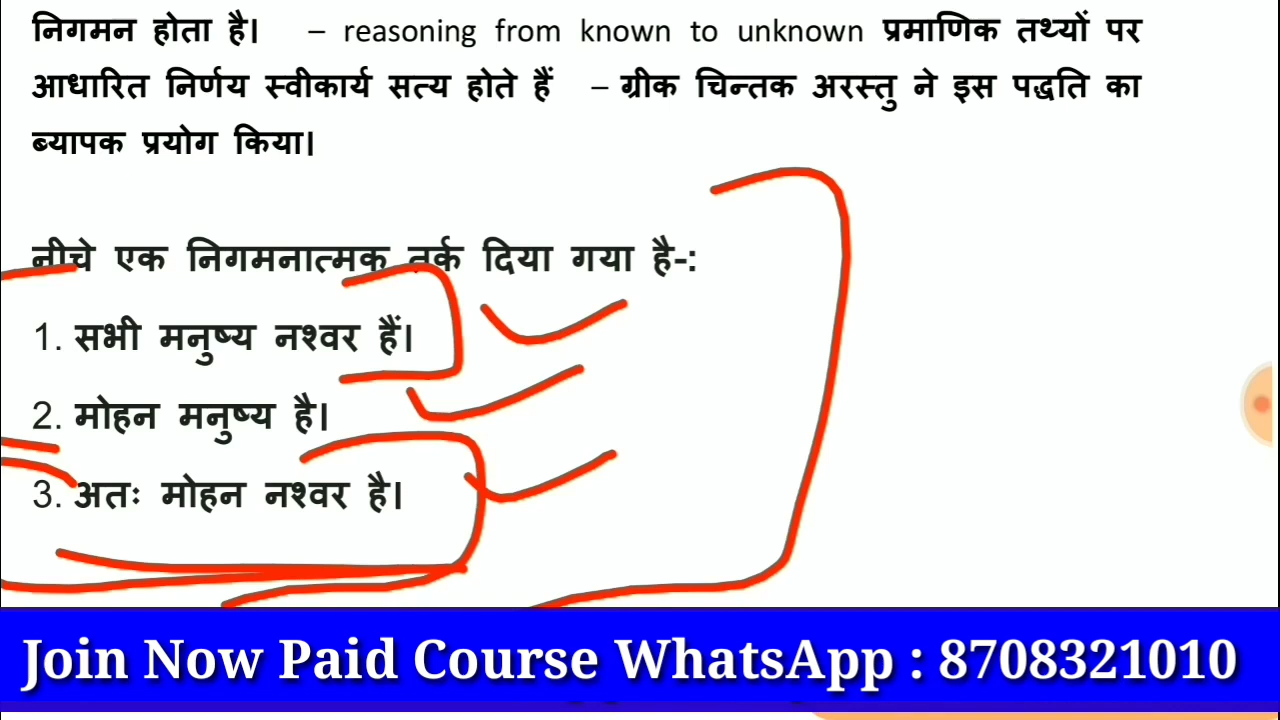 निगमन होता है। – reasoning from known to unknown प्रमाणिक तथ्यों पर
आधारित निर्णय स्वीकार्य सत्य होते हैं – ग्रीक चिन्तक अरस्तु ने इस पद्धति का
ब्यापक प्रयोग किया।
नीचे एक निगमनात्मक तर्क दिया गया है-:
1. सभी मनुष्य नश्वर हैं।
2. मोहन मनुष्य है।
3. अतः मोहन नश्वर है।
Join Now Paid Course WhatsApp : 8708321010